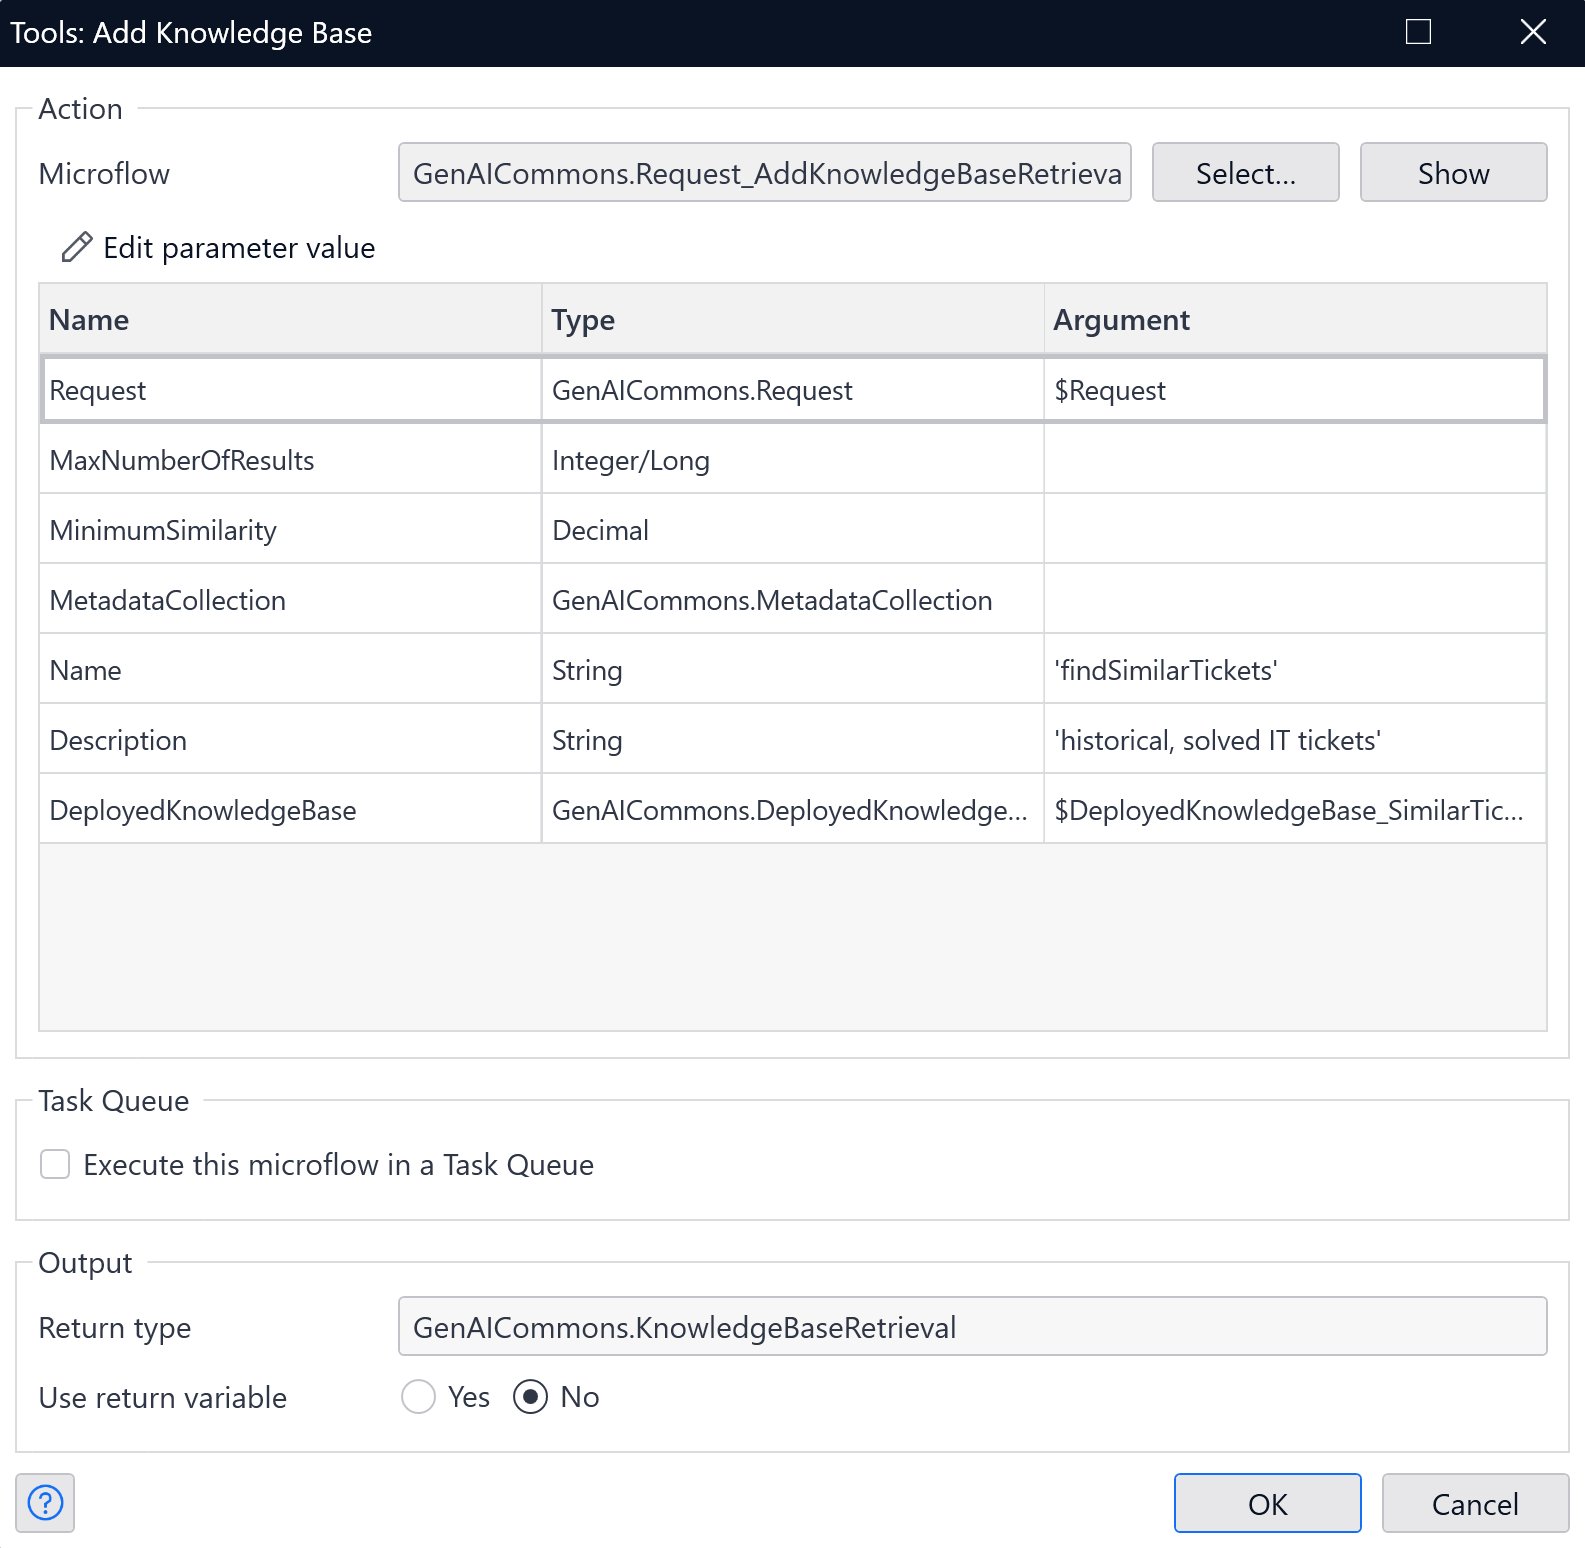 Tools: Add Knowledge Base
Action
Microflow GenAICommons.Request_AddKnowledgeBaseRetrieva Select... Show
Edit parameter value
Name Type Argument
Request GenAICommons.Request $Request
MaxNumberOfResults Integer/Long
MinimumSimilarity Decimal
MetadataCollection GenAICommons.MetadataCollection
Name String 'findSimilarTickets'
Description String 'historical, solved IT tickets'
DeployedKnowledgeBase GenAICommons.DeployedKnowledge... $DeployedKnowledgeBase_SimilarTic...
Task Queue
Execute this microflow in a Task Queue
Output
Return type GenAICommons.KnowledgeBaseRetrieval
Use return variable Yes No
? OK Cancel